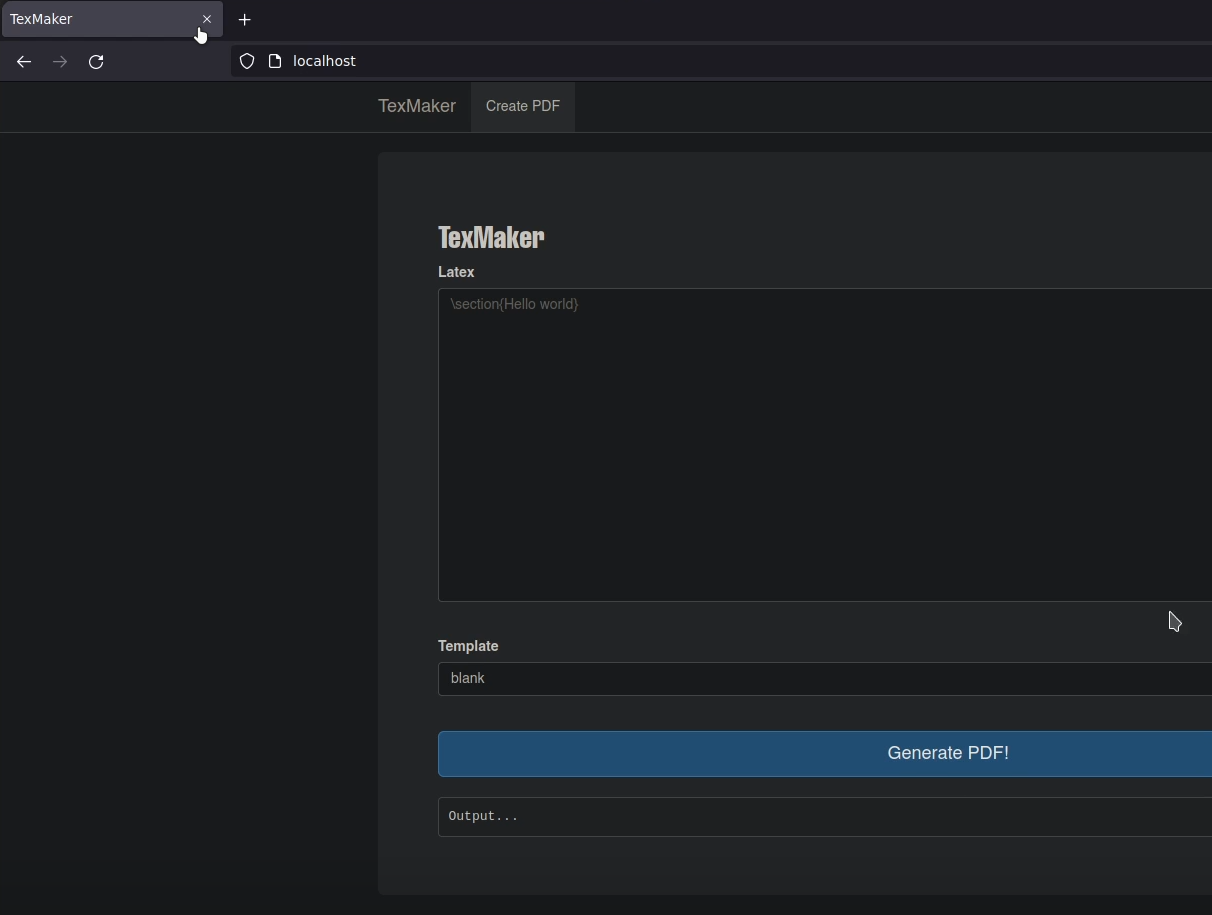 TexMaker
localhost
TexMaker Create PDF
TexMaker
Latex
\section{Hello world}
Template
blank
Generate PDF!
Output...